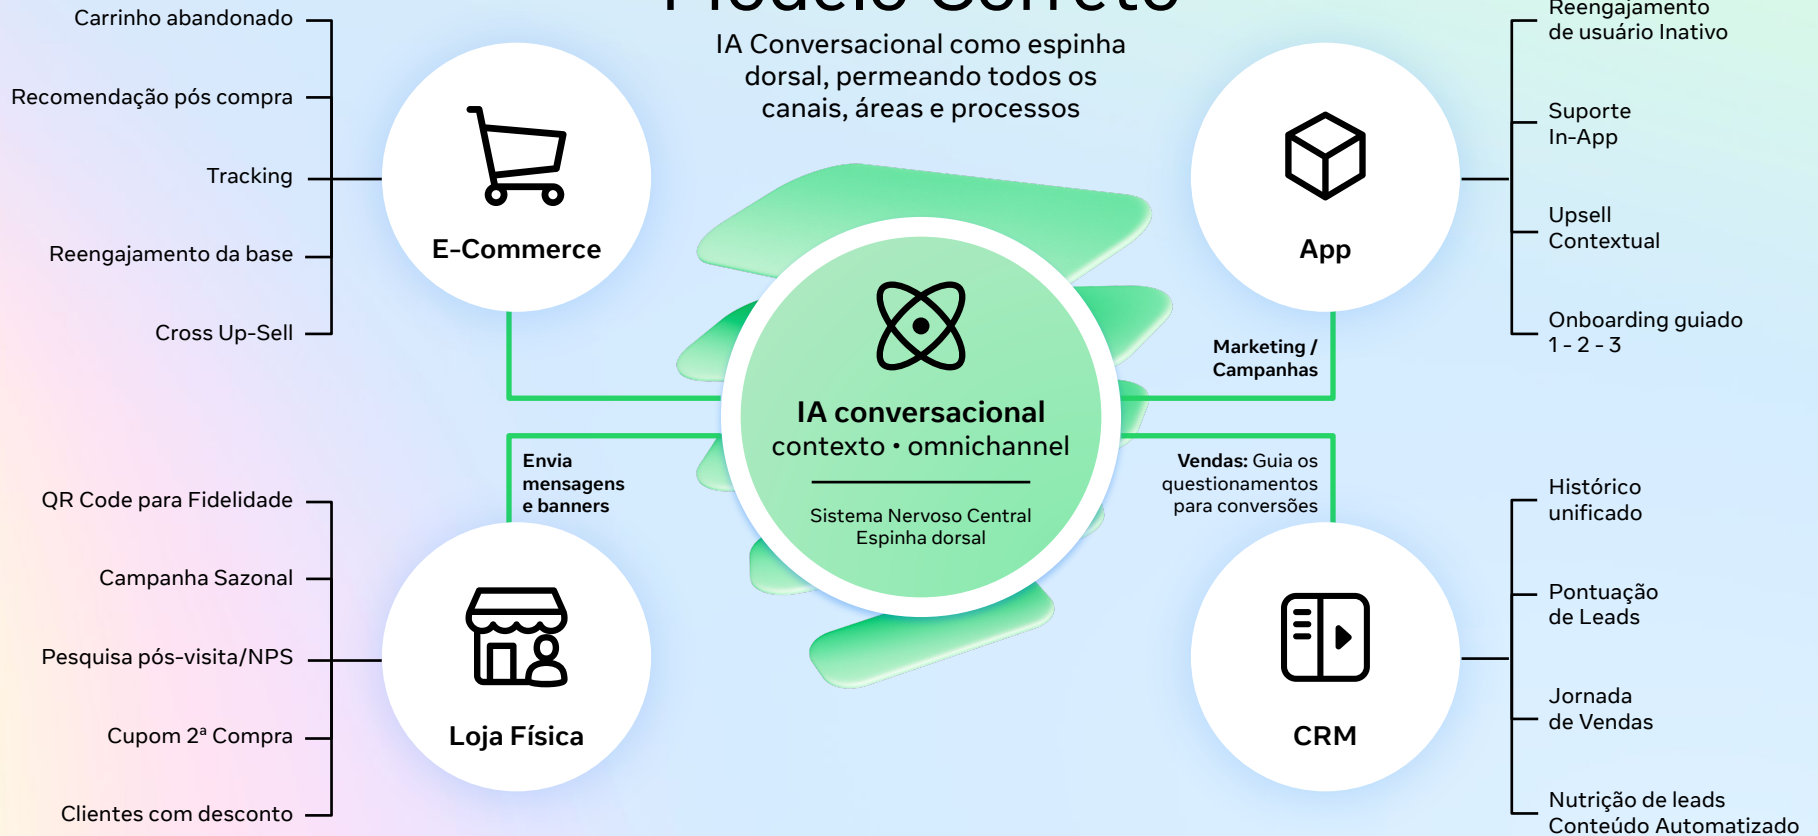 Modelo Correto
IA Conversacional como espinha
dorsal, permeando todos os
canais, áreas e processos
Carrinho abandonado
Recomendação pós compra
Tracking
Reengajamento da base
Cross Up-Sell
E-Commerce
Reengajamento
de usuário Inativo
Suporte
In-App
Upsell
Contextual
Onboarding guiado
1 - 2 - 3
App
Marketing /
Campanhas
IA conversacional
contexto • omnichannel
Sistema Nervoso Central
Espinha dorsal
Envia
mensagens
e banners
Vendas: Guia os
questionamentos
para conversões
QR Code para Fidelidade
Campanha Sazonal
Pesquisa pós-visita/NPS
Cupom 2ª Compra
Clientes com desconto
Loja Física
CRM
Histórico
unificado
Pontuação
de Leads
Jornada
de Vendas
Nutrição de leads
Conteúdo Automatizado